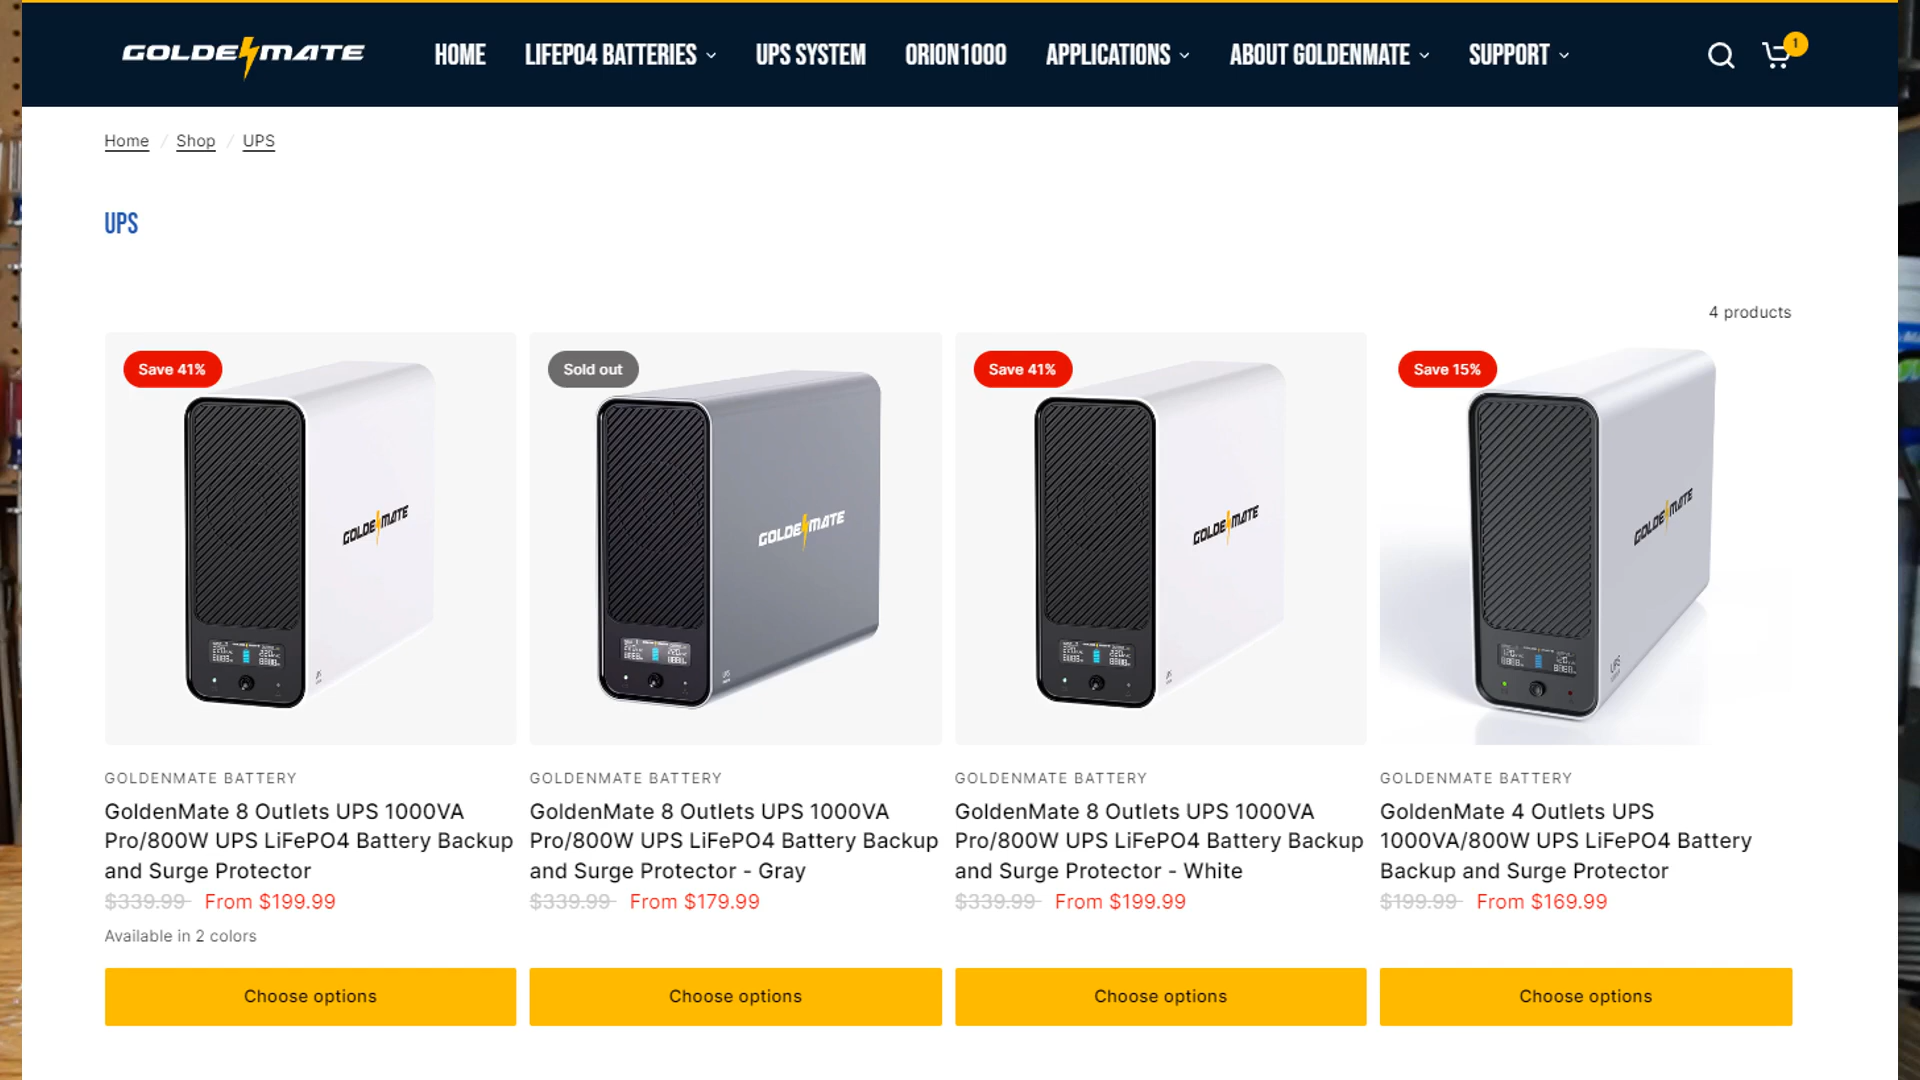 GOLDENMATE
HOME
LIFEPO4 BATTERIES
UPS SYSTEM
ORION1000
APPLICATIONS
ABOUT GOLDENMATE
SUPPORT
1
Home / Shop / UPS
UPS
4 products
Save 41%
GOLDENMATE
GOLDENMATE BATTERY
GoldenMate 8 Outlets UPS 1000VA
Pro/800W UPS LiFePO4 Battery Backup
and Surge Protector
$339.99 From $199.99
Available in 2 colors
Choose options
Sold out
GOLDENMATE
GOLDENMATE BATTERY
GoldenMate 8 Outlets UPS 1000VA
Pro/800W UPS LiFePO4 Battery Backup
and Surge Protector - Gray
$339.99 From $179.99
Choose options
Save 41%
GOLDENMATE
GOLDENMATE BATTERY
GoldenMate 8 Outlets UPS 1000VA
Pro/800W UPS LiFePO4 Battery Backup
and Surge Protector - White
$339.99 From $199.99
Choose options
Save 15%
GOLDENMATE
UPS
GOLDENMATE BATTERY
GoldenMate 4 Outlets UPS
1000VA/800W UPS LiFePO4 Battery
Backup and Surge Protector
$199.99 From $169.99
Choose options